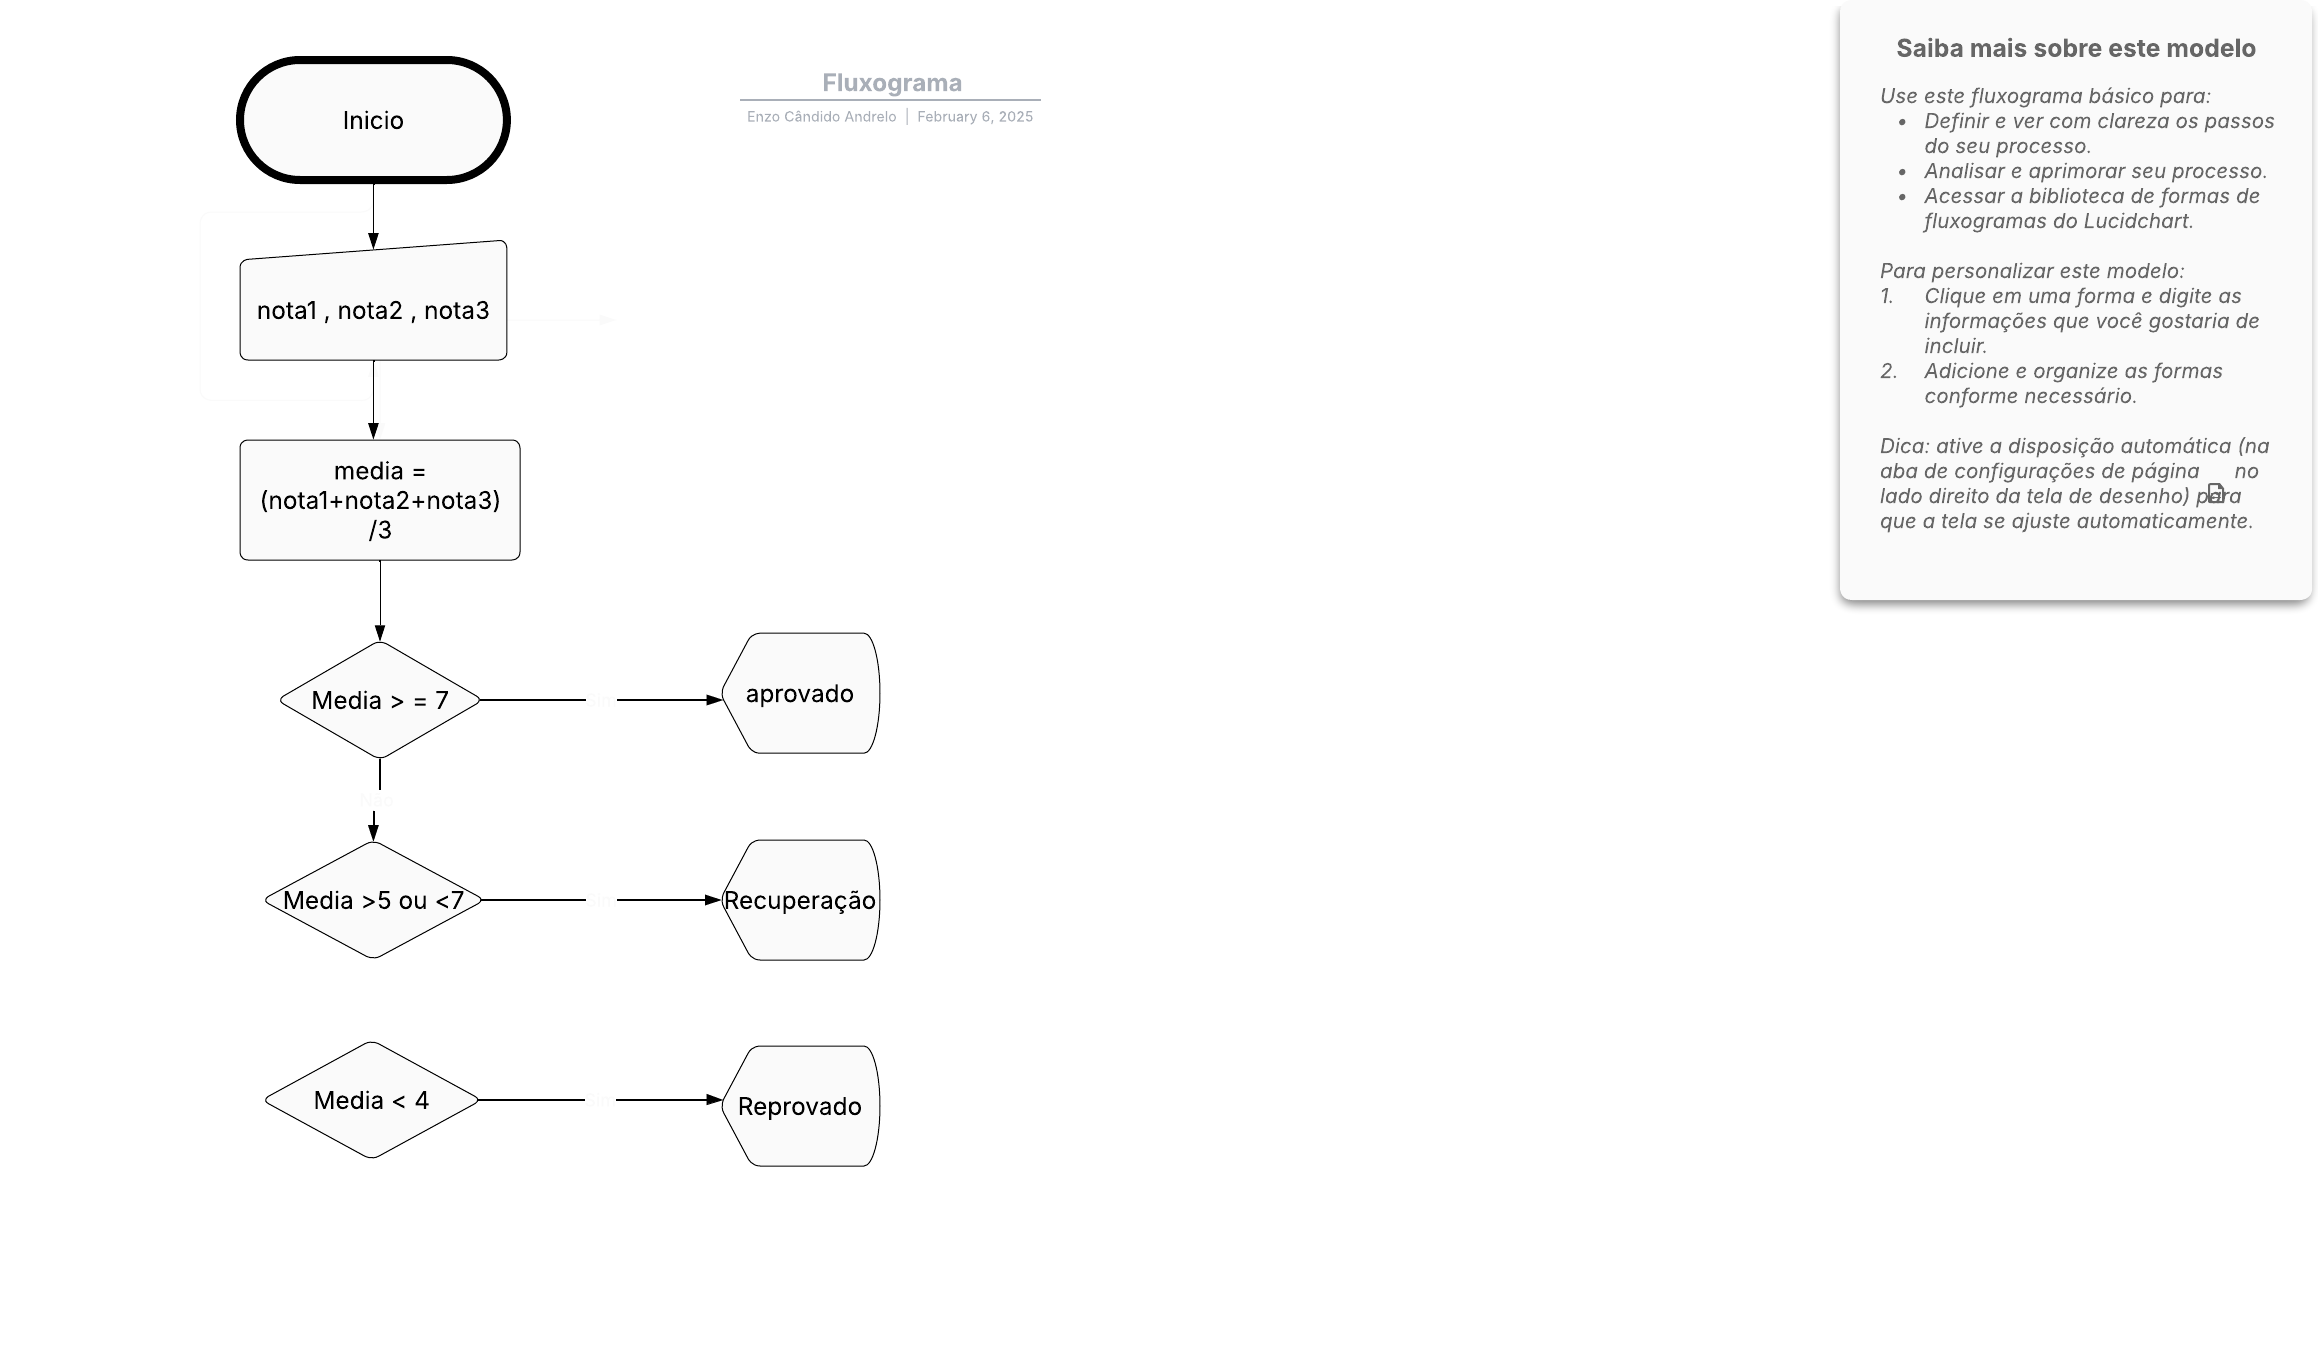 Inicio
Fluxograma
Enzo Cândido Andrelo | February 6, 2025
nota1 , nota2 , nota3
media =
(nota1+nota2+nota3)
/3
Media > = 7
Sim
aprovado
Não
Media >5 ou <7
Sim
Recuperação
Media < 4
Sim
Reprovado
Saiba mais sobre este modelo
Use este fluxograma básico para:
• Definir e ver com clareza os passos
do seu processo.
• Analisar e aprimorar seu processo.
• Acessar a biblioteca de formas de
fluxogramas do Lucidchart.
Para personalizar este modelo:
1. Clique em uma forma e digite as
informações que você gostaria de
incluir.
2. Adicione e organize as formas
conforme necessário.
Dica: ative a disposição automática (na
aba de configurações de página no
lado direito da tela de desenho) para
que a tela se ajuste automaticamente.